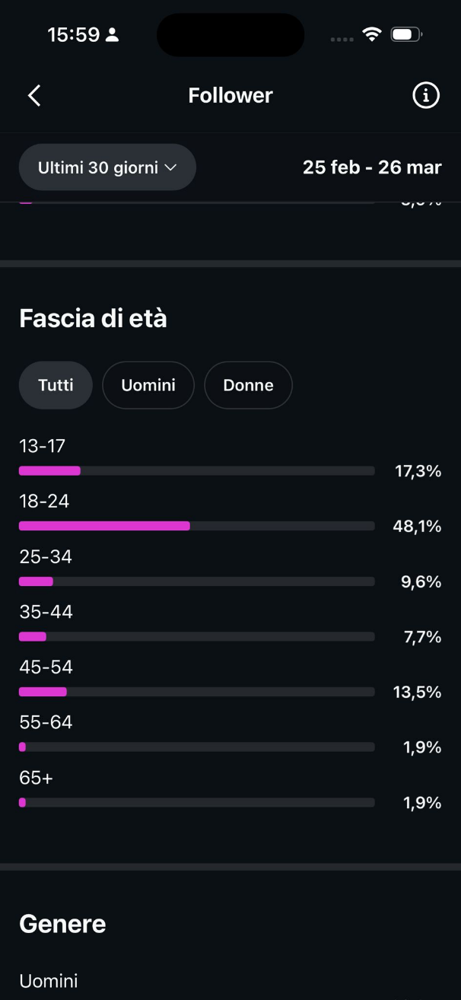 15:59
Follower
Ultimi 30 giorni
25 feb - 26 mar
Fascia di età
Tutti
Uomini
Donne
13-17
17,3%
18-24
48,1%
25-34
9,6%
35-44
7,7%
45-54
13,5%
55-64
1,9%
65+
1,9%
Genere
Uomini